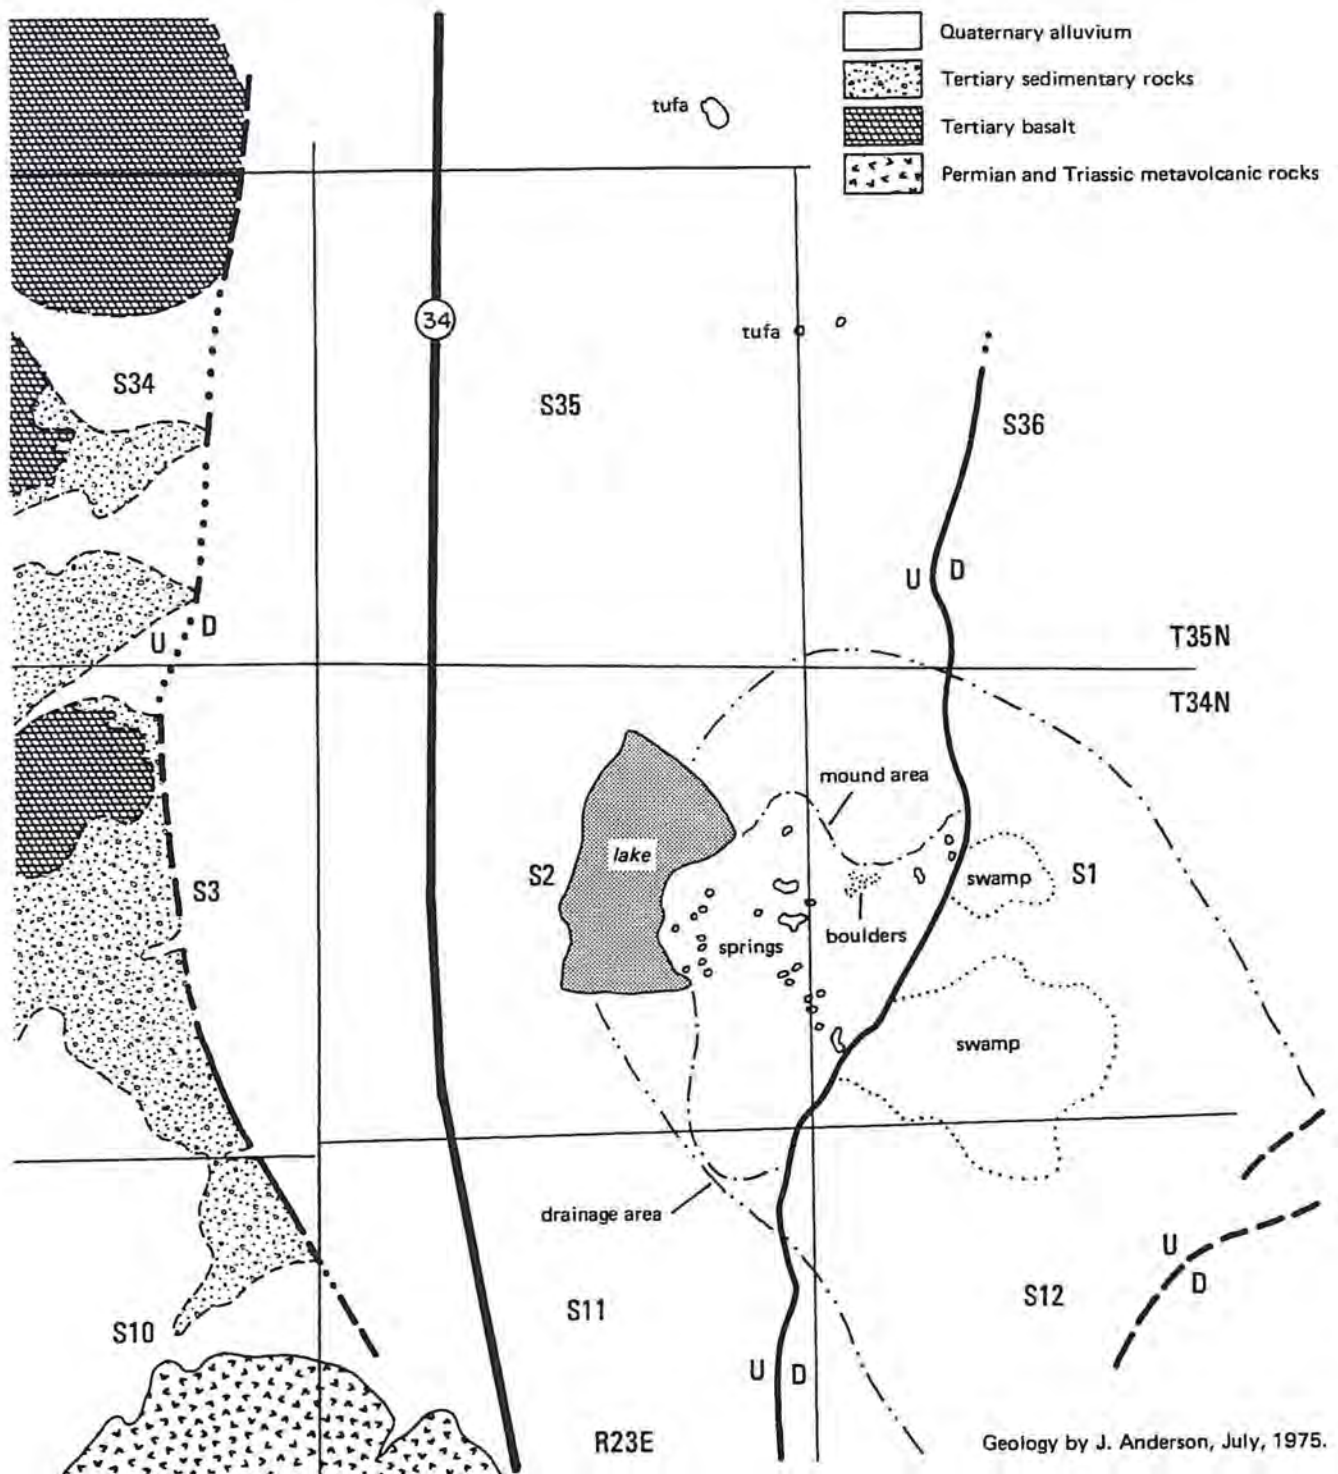 Quaternary alluvium
Tertiary sedimentary rocks
Tertiary basalt
Permian and Triassic metavolcanic rocks
tufa
34
tufa
S34
S35
S36
U D
U D
T35N
T34N
mound area
lake
S2
S3
swamp
S1
springs
boulders
swamp
drainage area
U
D
S12
S11
S10
U D
R23E
Geology by J. Anderson, July, 1975.